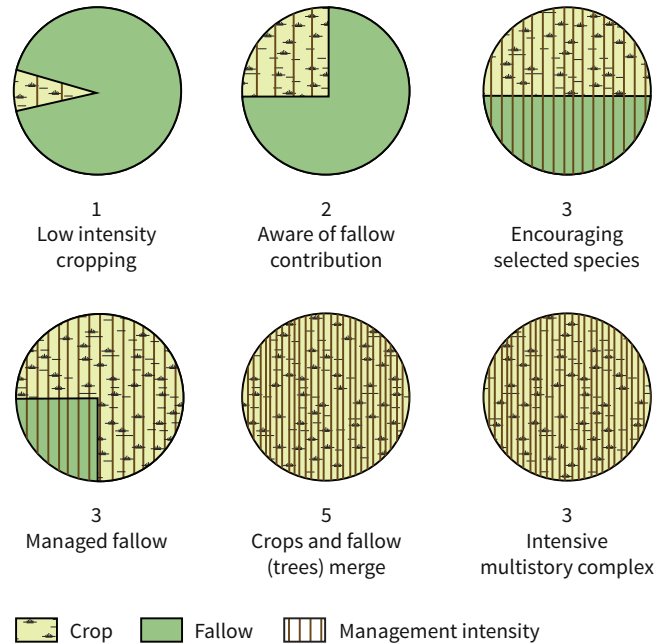 1
Low intensity
cropping
2
Aware of fallow
contribution
3
Encouraging
selected species
3
Managed fallow
5
Crops and fallow
(trees) merge
3
Intensive
multistory complex
Crop
Fallow
Management intensity